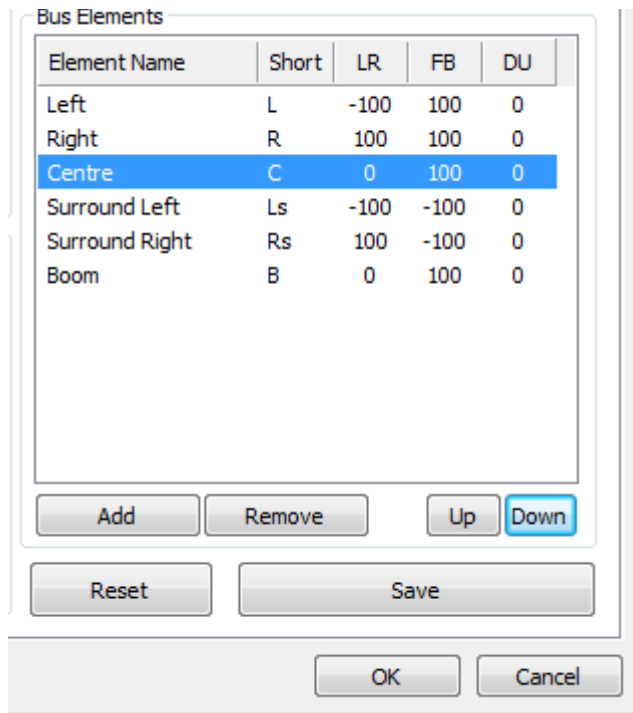 Bus Elements
Element Name Short LR FB DU
Left L -100 100 0
Right R 100 100 0
Centre C 0 100 0
Surround Left Ls -100 -100 0
Surround Right Rs 100 -100 0
Boom B 0 100 0
Add Remove Up Down
Reset Save
OK Cancel